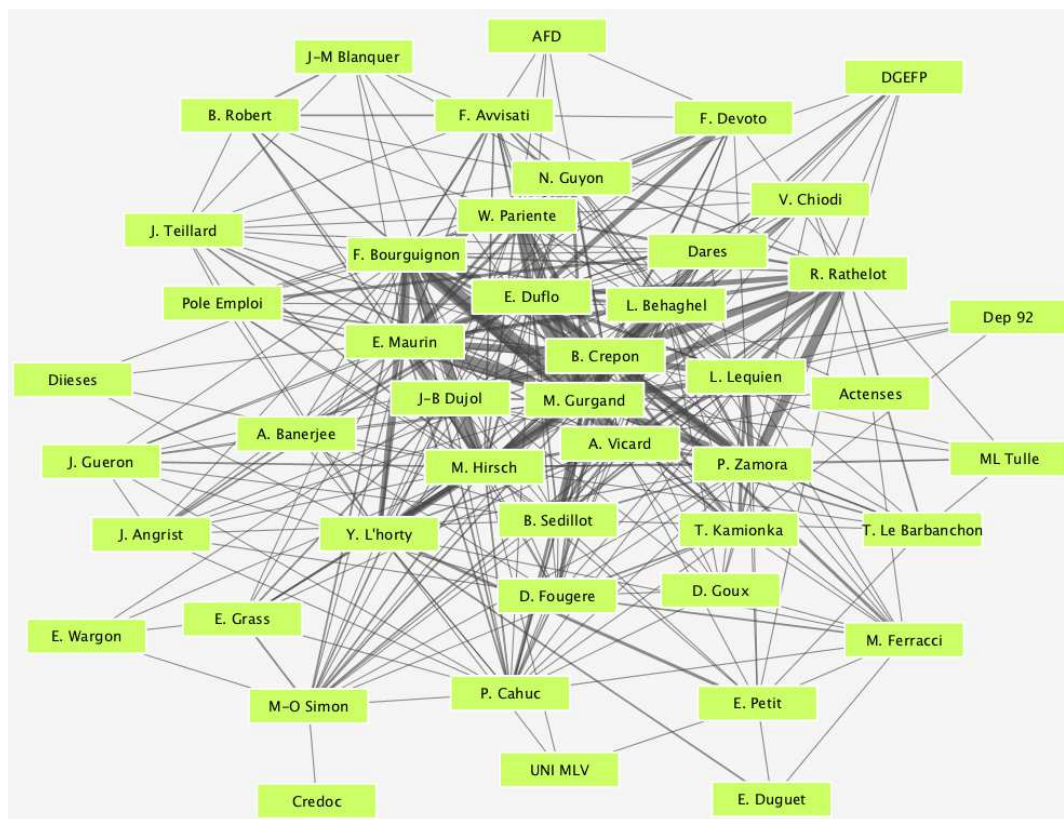 AFD
J-M Blanquer
DGEFP
B. Robert
F. Avvisati
F. Devoto
N. Guyon
V. Chiodi
W. Pariente
J. Teillard
F. Bourguignon
Dares
R. Rathelot
Pole Emploi
E. Duflo
L. Behaghel
Dep 92
E. Maurin
B. Crepon
L. Lequien
Diieses
J-B Dujol
M. Gurgand
Actenses
A. Banerjee
A. Vicard
J. Gueron
M. Hirsch
P. Zamora
ML Tulle
J. Angrist
Y. L'horty
B. Sedillot
T. Kamionka
T. Le Barbanchon
D. Fougere
D. Goux
E. Grass
E. Wargon
M. Ferracci
M-O Simon
P. Cahuc
E. Petit
UNI MLV
Credoc
E. Duguet